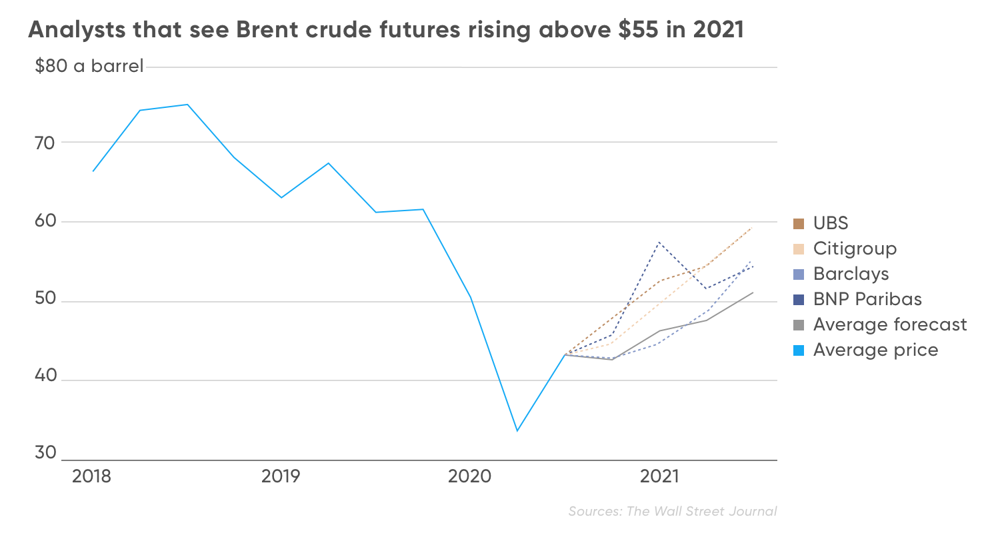 Analysts that see Brent crude futures rising above $55 in 2021
$80 a barrel
70
60
50
40
30
2018 2019 2020 2021
UBS
Citigroup
Barclays
BNP Paribas
Average forecast
Average price
Sources: The Wall Street Journal